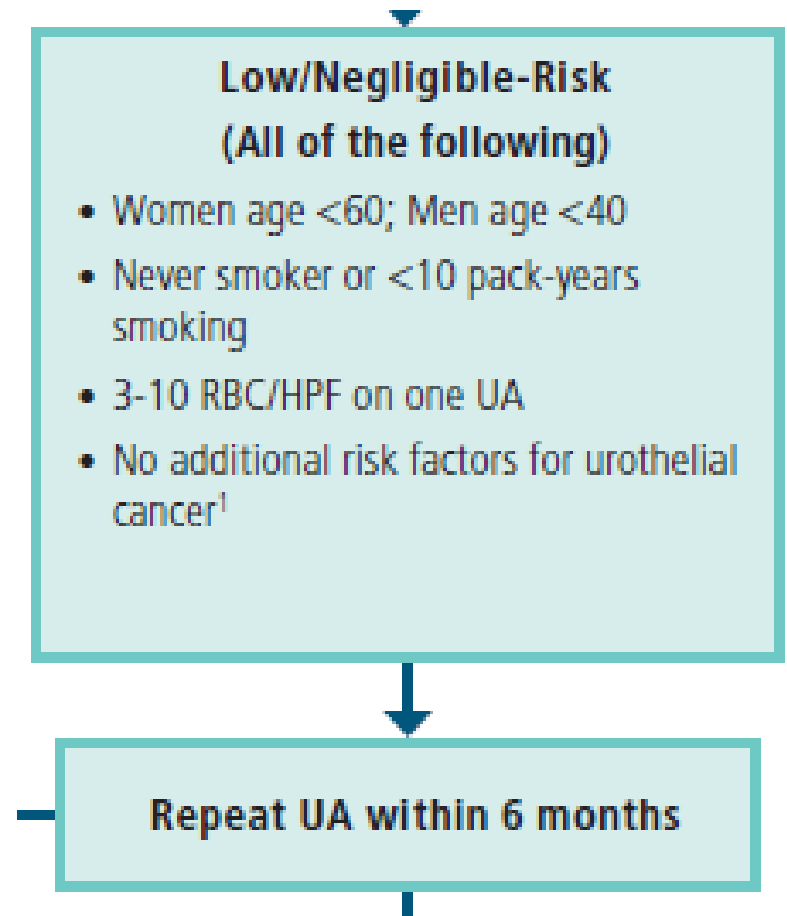 Low/Negligible-Risk
(All of the following)
• Women age <60; Men age <40
• Never smoker or <10 pack-years
smoking
• 3-10 RBC/HPF on one UA
• No additional risk factors for urothelial
cancer¹
Repeat UA within 6 months